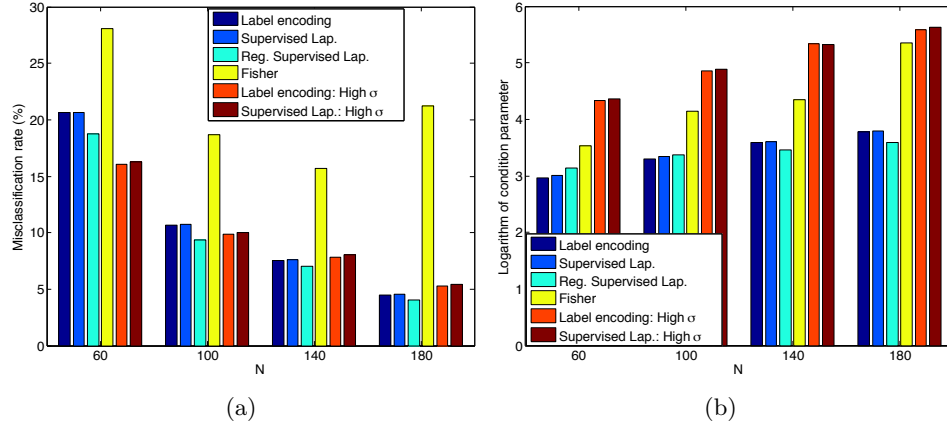 30
25
20
15
10
5
0
Misclassification rate (%)
Label encoding
Supervised Lap.
Reg. Supervised Lap.
Fisher
Label encoding: High σ
Supervised Lap.: High σ
60 100 140 180
N
(a)
6
5
4
3
2
1
0
Logarithm of condition parameter
Label encoding
Supervised Lap.
Reg. Supervised Lap.
Fisher
Label encoding: High σ
Supervised Lap.: High σ
60 100 140 180
N
(b)